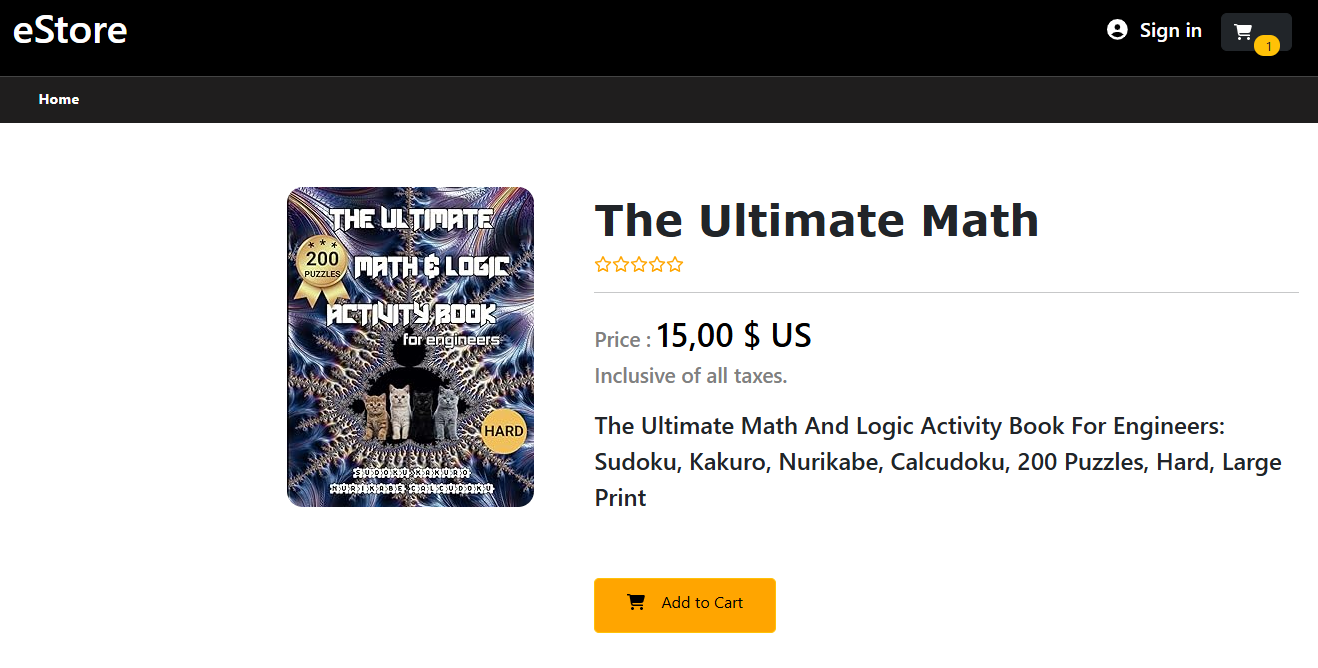 eStore
Sign in
1
Home
THE ULTIMATE
200
PUZZLES
MATH & LOGIC
ACTIVITY BOOK
for engineers
HARD
SUDOKU KAKURO
NURIKABE CALCUDOKU
The Ultimate Math
Price : 15,00 $ US
Inclusive of all taxes.
The Ultimate Math And Logic Activity Book For Engineers:
Sudoku, Kakuro, Nurikabe, Calcudoku, 200 Puzzles, Hard, Large
Print
Add to Cart